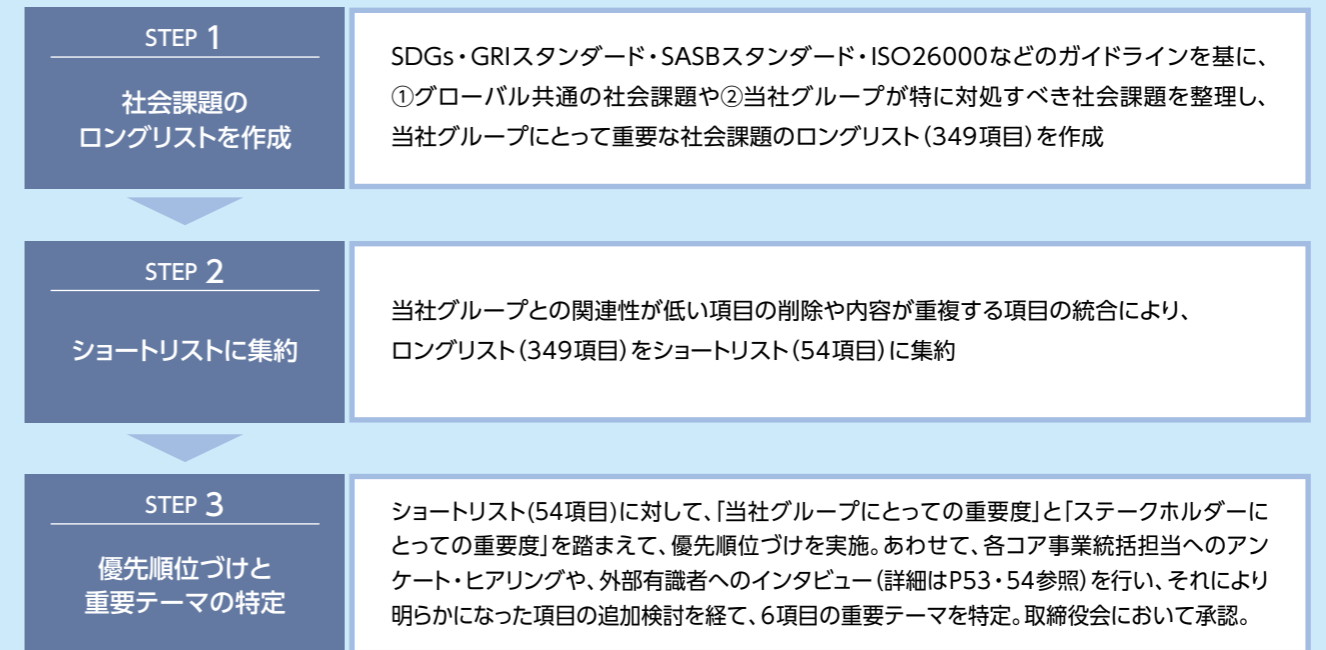 STEP 1
社会課題の
ロングリストを作成
SDGs・GRIスタンダード・SASBスタンダード・ISO26000などのガイドラインを基に、
①グローバル共通の社会課題や②当社グループが特に対処すべき社会課題を整理し、
当社グループにとって重要な社会課題のロングリスト(349項目)を作成
STEP 2
ショートリストに集約
当社グループとの関連性が低い項目の削除や内容が重複する項目の統合により、
ロングリスト(349項目)をショートリスト(54項目)に集約
STEP 3
優先順位づけと
重要テーマの特定
ショートリスト(54項目)に対して、「当社グループにとっての重要度」と「ステークホルダーに
とっての重要度」を踏まえて、優先順位づけを実施。あわせて、各コア事業統括担当へのアン
ケート・ヒアリングや、外部有識者へのインタビュー(詳細はP53・54参照)を行い、それにより
明らかになった項目の追加検討を経て、6項目の重要テーマを特定。取締役会において承認。